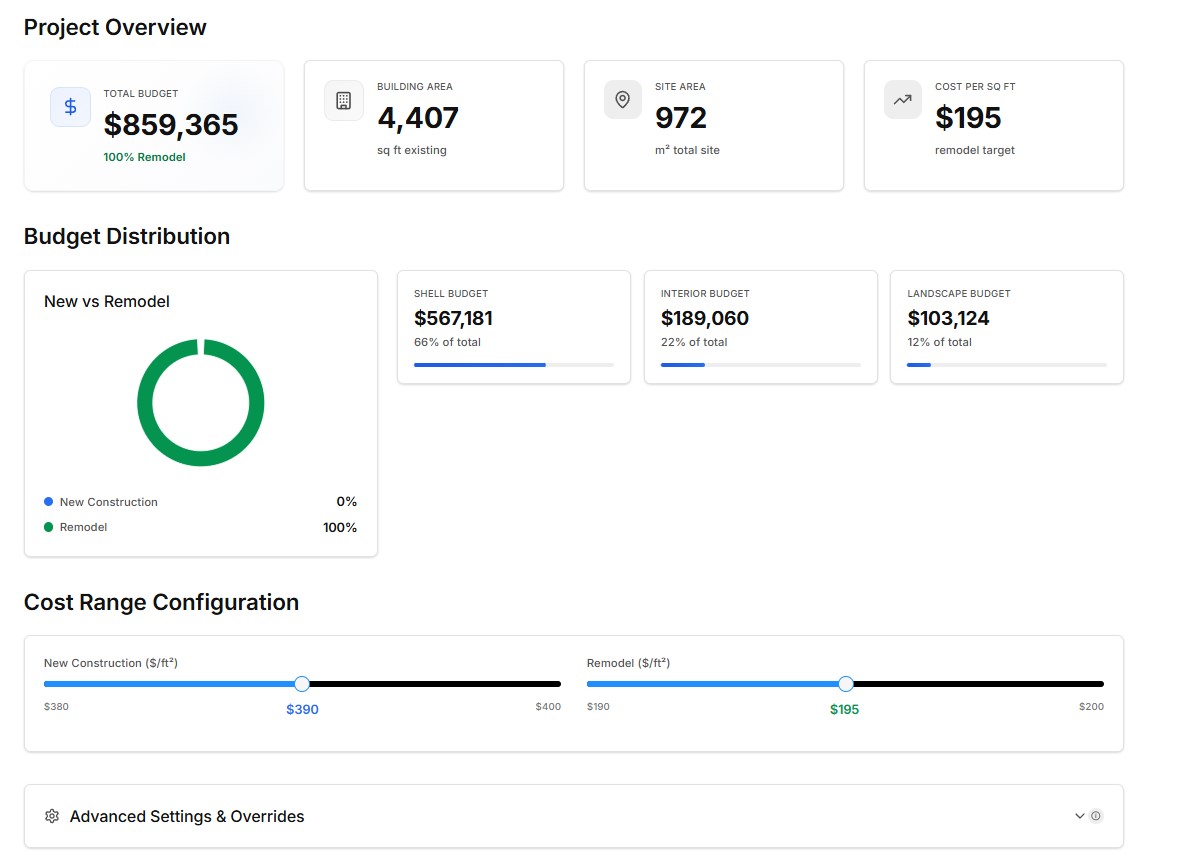 Project Overview
TOTAL BUDGET
$859,365
100% Remodel
BUILDING AREA
4,407
sq ft existing
SITE AREA
972
m² total site
COST PER SQ FT
$195
remodel target
Budget Distribution
New vs Remodel
New Construction 0%
Remodel 100%
SHELL BUDGET
$567,181
66% of total
INTERIOR BUDGET
$189,060
22% of total
LANDSCAPE BUDGET
$103,124
12% of total
Cost Range Configuration
New Construction ($/ft²)
$380 $390 $400
Remodel ($/ft²)
$190 $195 $200
Advanced Settings & Overrides